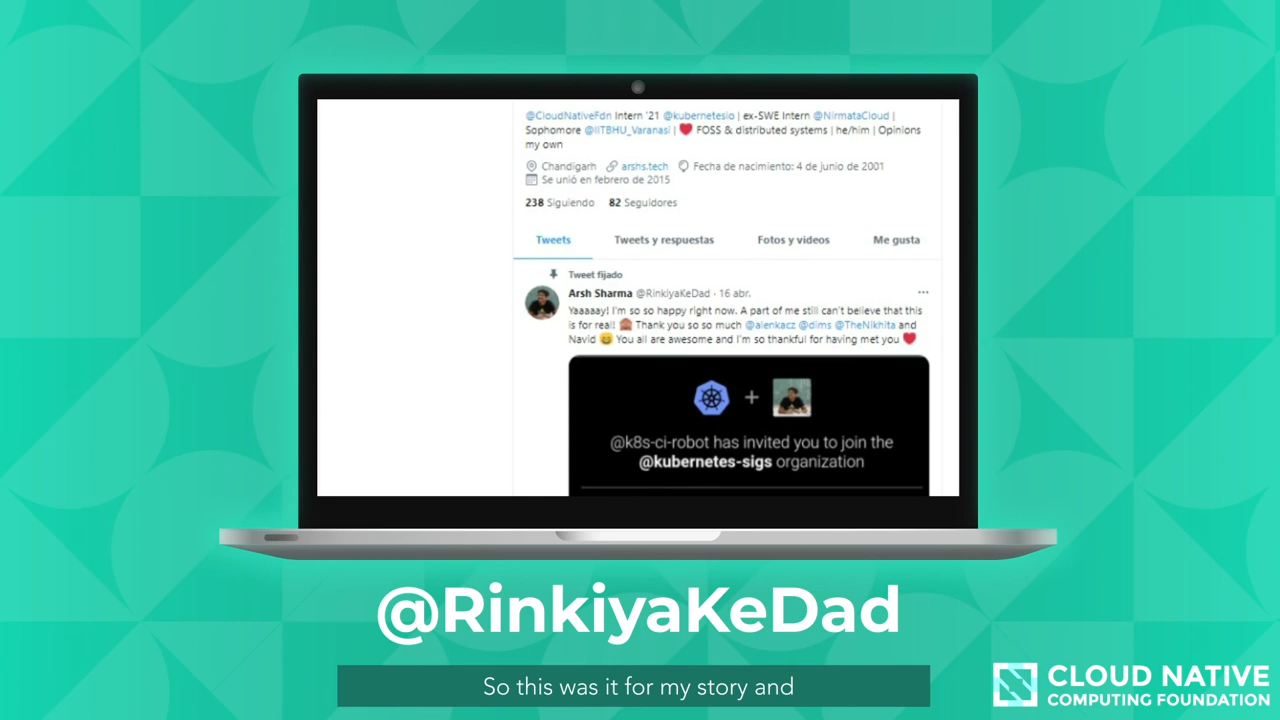 @CloudNativeFdn Intern '21 @kubernetesio | ex-SWE Intern @NirmataCloud |
Sophomore @IITBHU_Varanasi | ❤️ FOSS & distributed systems | he/him | Opinions
my own
Chandigarh arshs.tech Fecha de nacimiento: 4 de junio de 2001
Se unió en febrero de 2015
238 Siguiendo 82 Seguidores
Tweets Tweets y respuestas Fotos y videos Me gusta
Tweet fijado
Arsh Sharma @RinkiyaKeDad · 16 abr.
Yaaaaay! I'm so so happy right now. A part of me still can't believe that this
is for real! 🙈 Thank you so so much @alenkacz @dims @TheNikhita and
Navid 😄 You all are awesome and I'm so thankful for having met you ❤️
+
@k8s-ci-robot has invited you to join the
@kubernetes-sigs organization
@RinkiyaKeDad
So this was it for my story and
CLOUD NATIVE
COMPUTING FOUNDATION